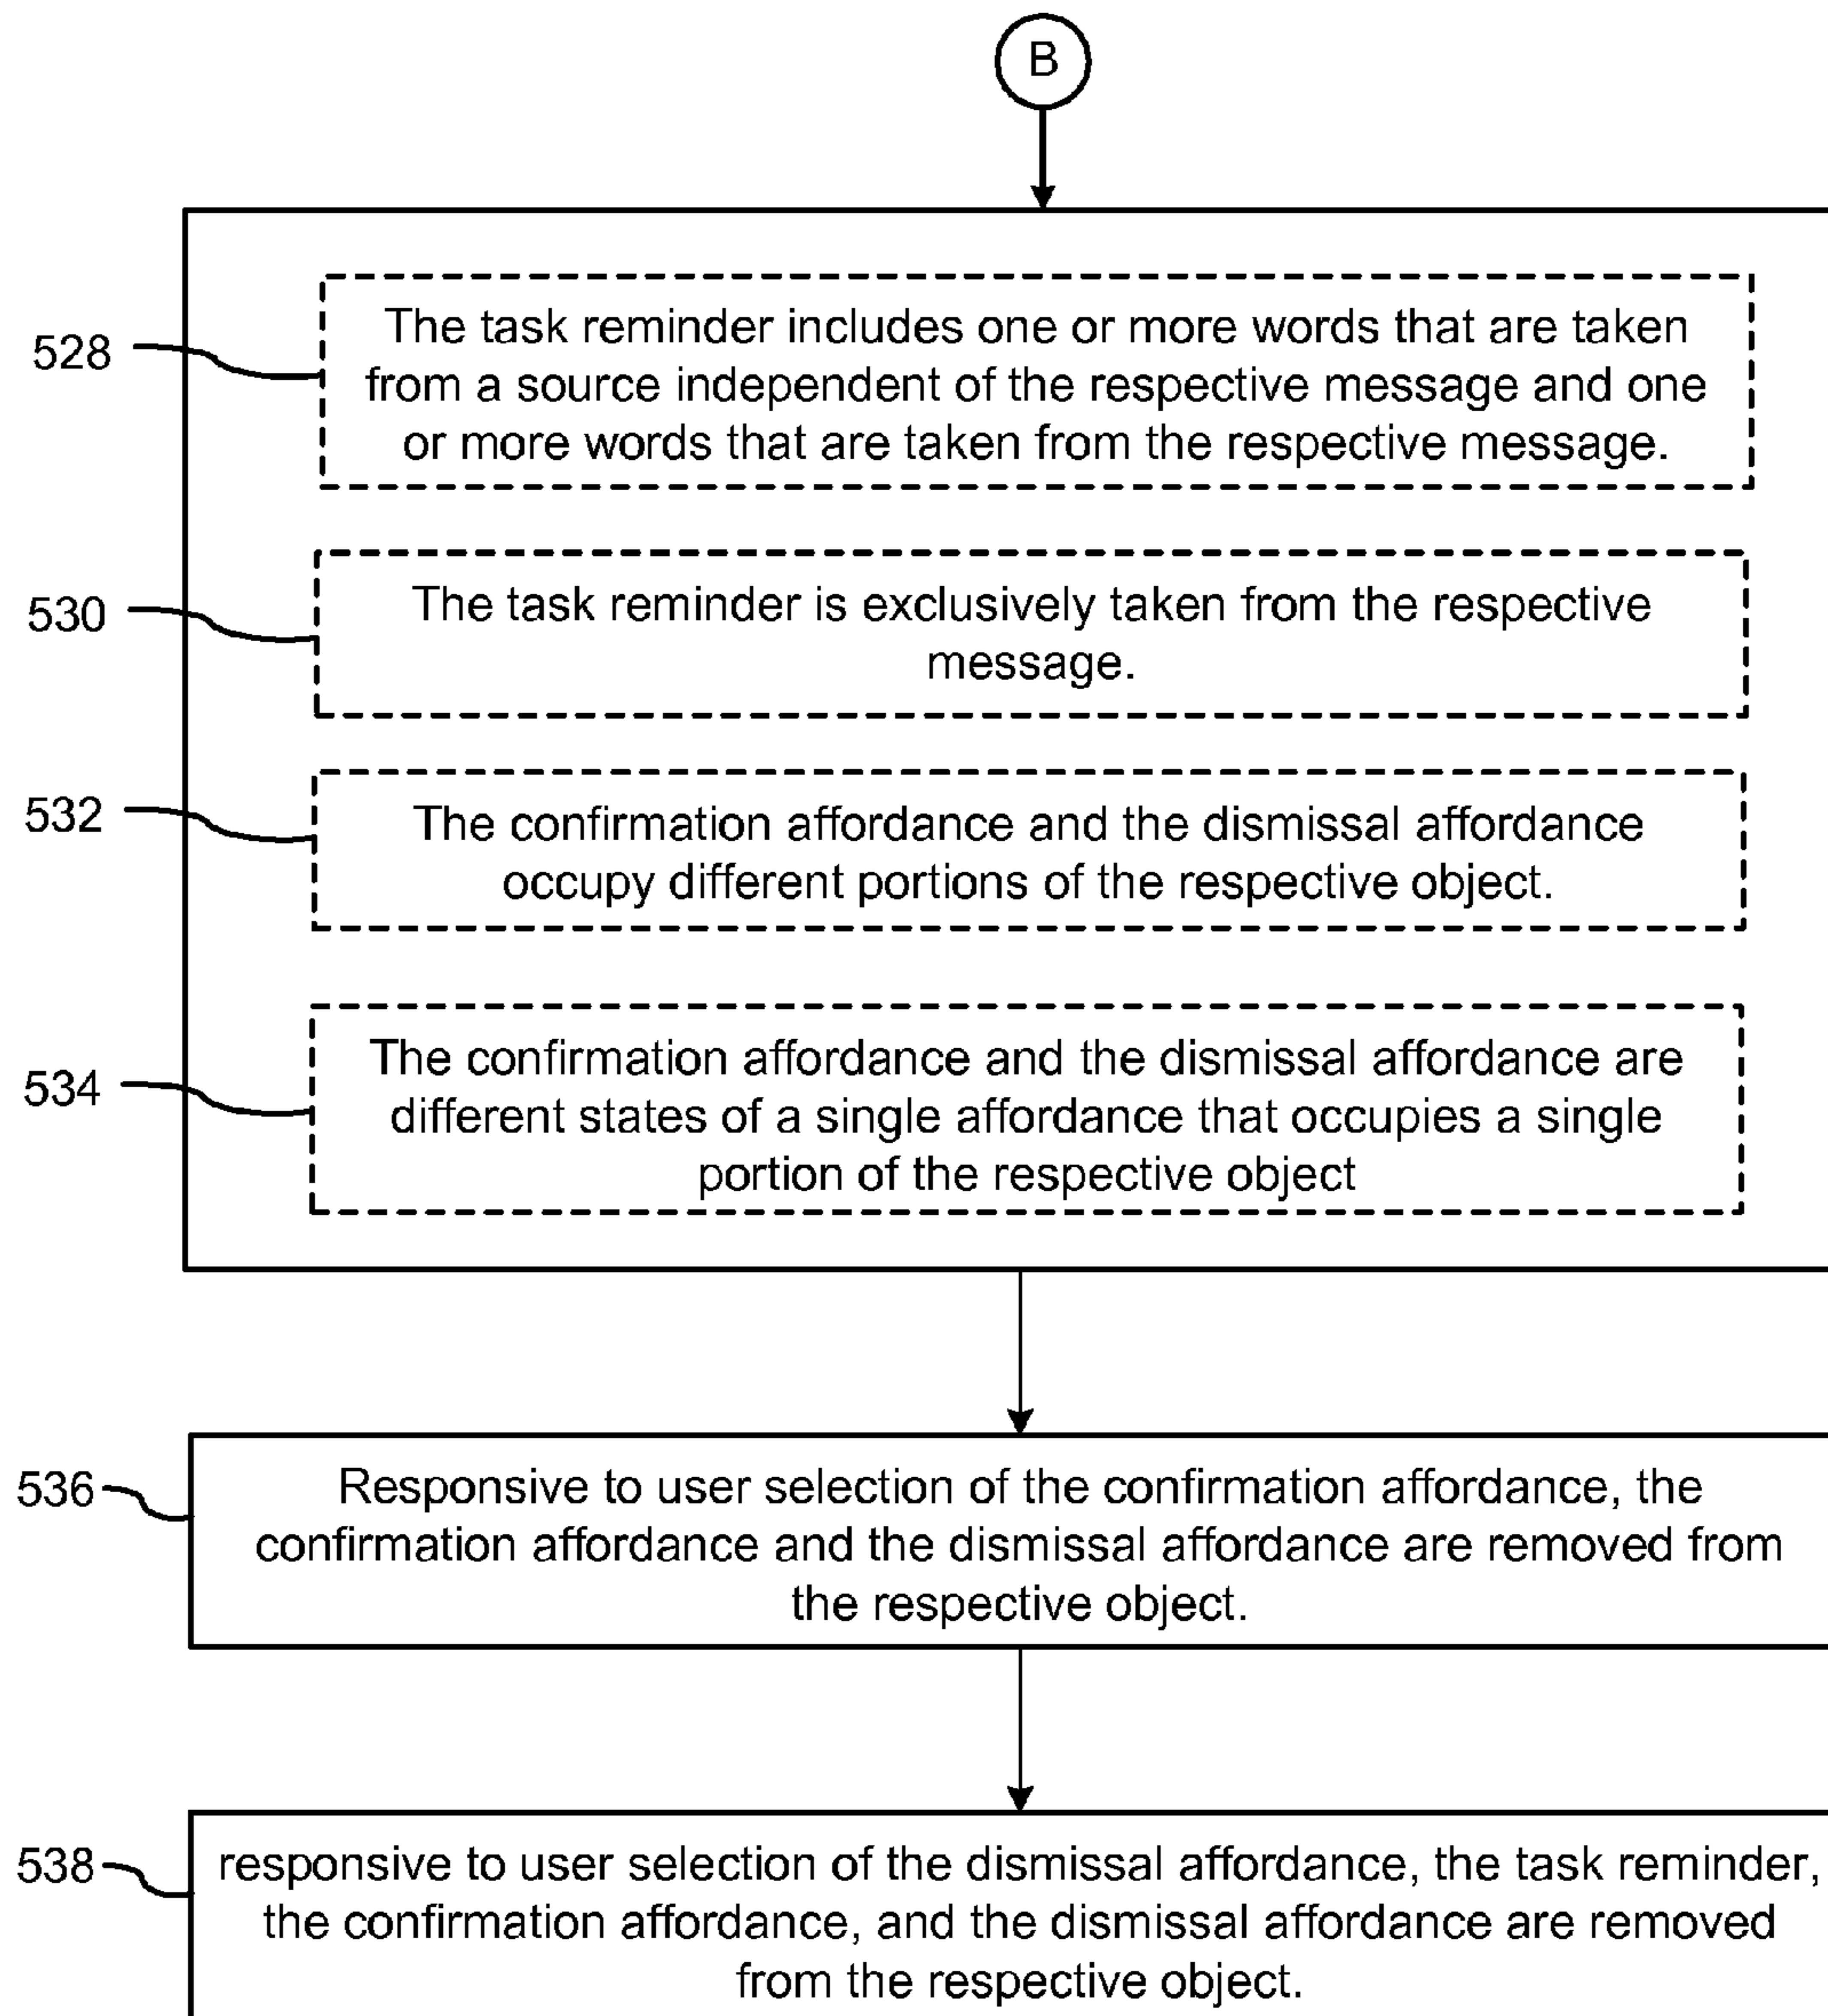 B
528
The task reminder includes one or more words that are taken
from a source independent of the respective message and one
or more words that are taken from the respective message.
530
The task reminder is exclusively taken from the respective
message.
532
The confirmation affordance and the dismissal affordance
occupy different portions of the respective object.
534
The confirmation affordance and the dismissal affordance are
different states of a single affordance that occupies a single
portion of the respective object
536
Responsive to user selection of the confirmation affordance, the
confirmation affordance and the dismissal affordance are removed from
the respective object.
538
responsive to user selection of the dismissal affordance, the task reminder,
the confirmation affordance, and the dismissal affordance are removed
from the respective object.